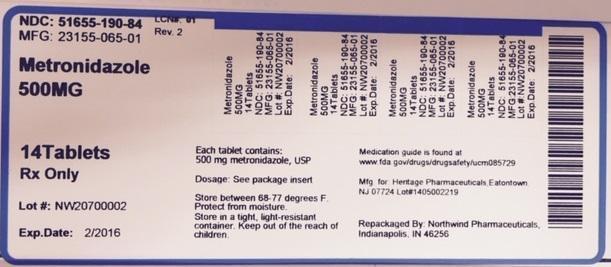 NDC: 51655-190-84
MFG: 23155-065-01
LCN#: 01
Rev. 2
Metronidazole
500MG
14Tablets
Rx Only
Lot #: NW20700002
Exp.Date: 2/2016
Metronidazole
500MG
14Tablets
NDC: 51655-190-84
MFG: 23155-065-01
Lot #: NW20700002
Exp.Date: 2/2016
Metronidazole
500MG
14Tablets
NDC: 51655-190-84
MFG: 23155-065-01
Lot #: NW20700002
Exp.Date: 2/2016
Metronidazole
500MG
14Tablets
NDC: 51655-190-84
MFG: 23155-065-01
Lot #: NW20700002
Exp.Date: 2/2016
Metronidazole
500MG
14Tablets
NDC: 51655-190-84
MFG: 23155-065-01
Lot #: NW20700002
Exp.Date: 2/2016
Each tablet contains:
500 mg metronidazole, USP
Dosage: See package insert
Store between 68-77 degrees F.
Protect from moisture.
Store in a tight, light-resistant
container. Keep out of the reach of
children.
Medication guide is found at
www.fda.gov/drugs/drugsafety/ucm085729
Mfg. for: Heritage Pharmaceuticals,Eatontown,
NJ 07724 Lot#1405002219
Repackaged By: Northwind Pharmaceuticals,
Indianapolis, IN 46256